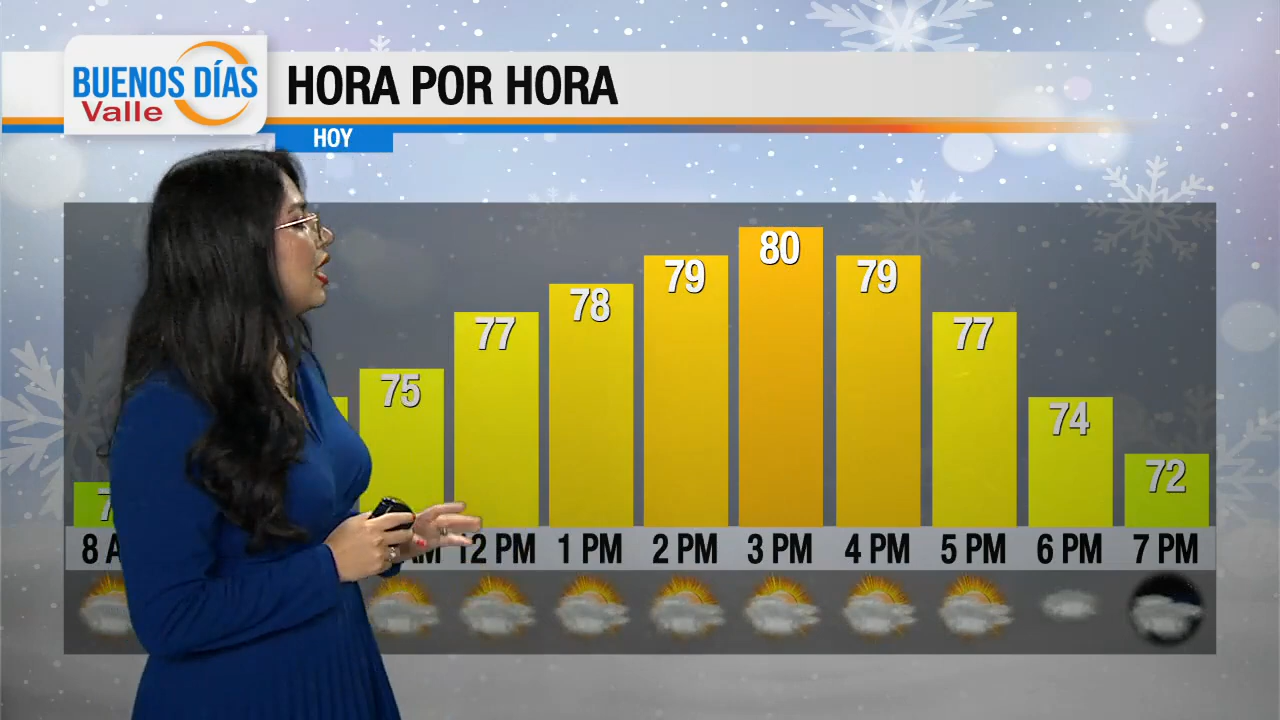 BUENOS DÍAS
Valle
HORA POR HORA
HOY
75
77
78
79
80
79
77
74
72
8 12 PM 1 PM 2 PM 3 PM 4 PM 5 PM 6 PM 7 PM